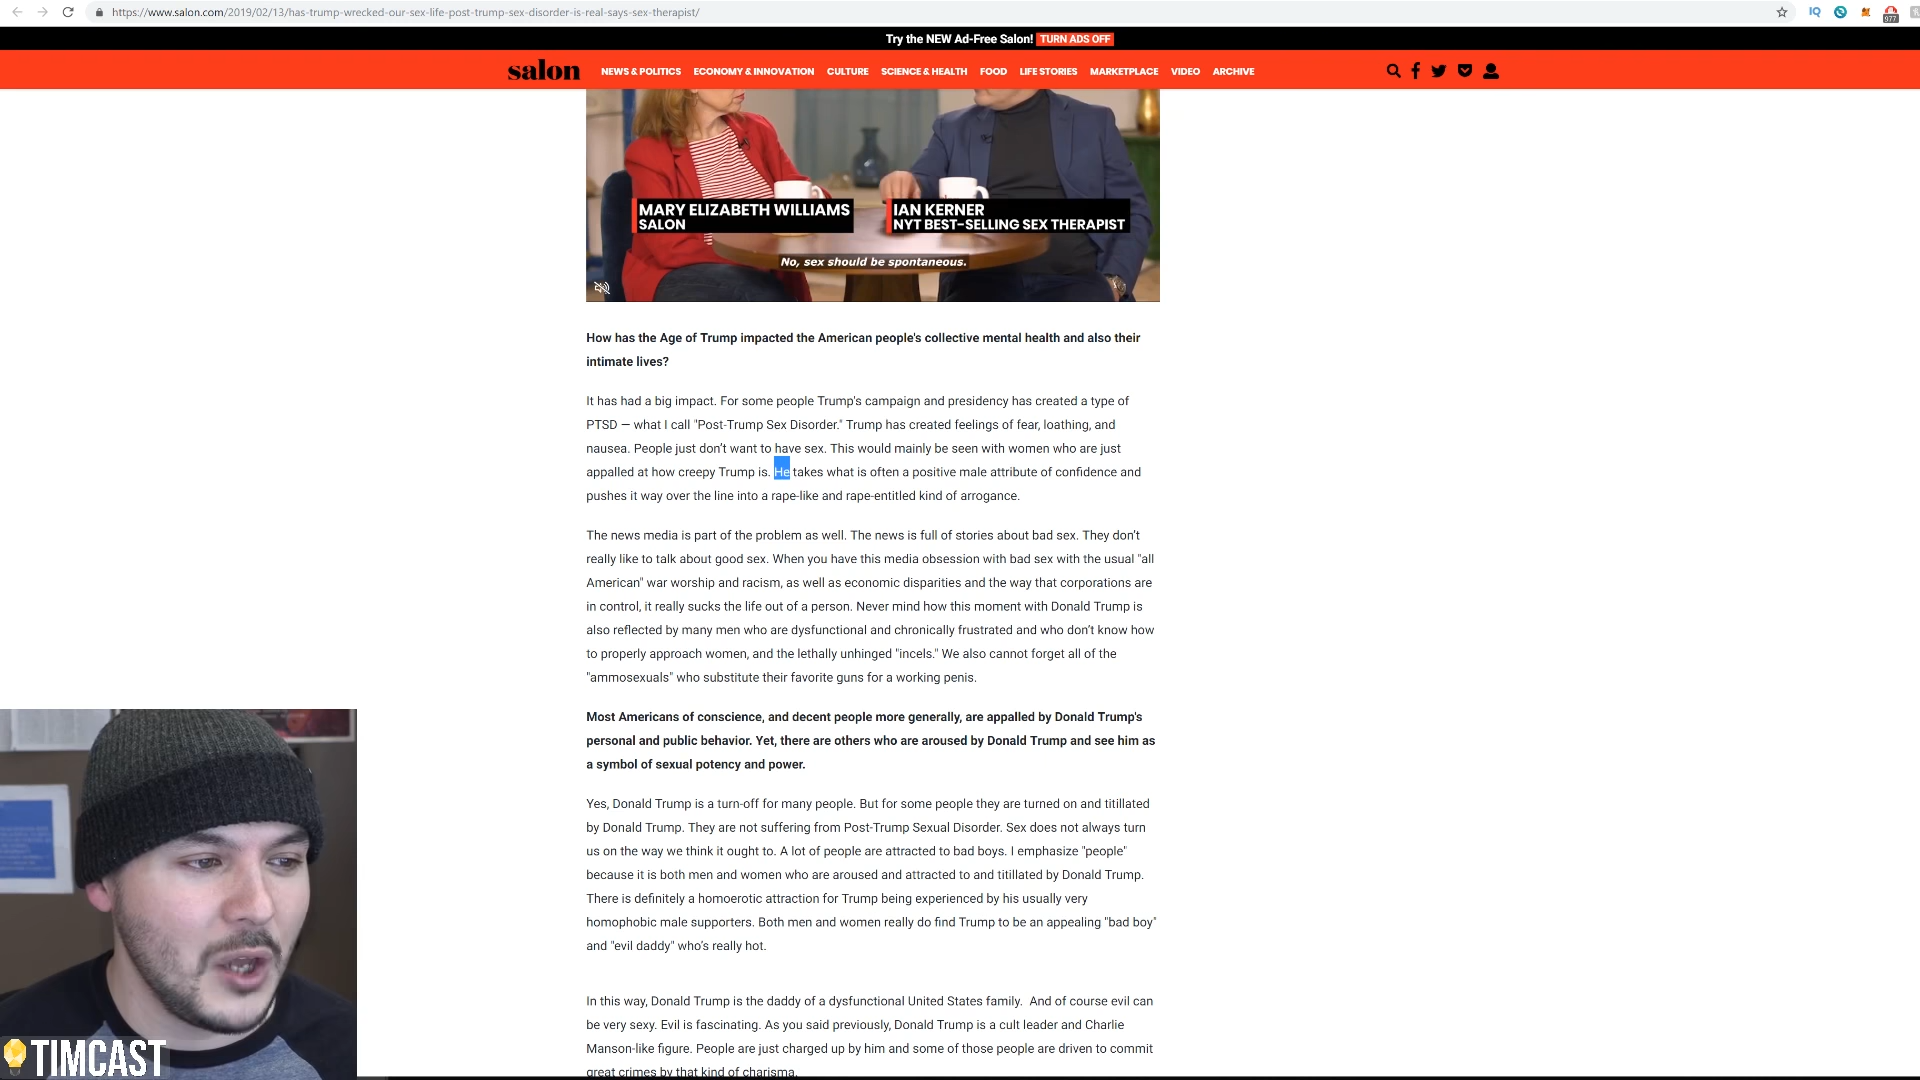 https://www.salon.com/2019/02/13/has-trump-wrecked-our-sex-life-post-trump-sex-disorder-is-real-says-sex-therapist/
IQ
977
Try the NEW Ad-Free Salon! TURN ADS OFF
salon NEWS & POLITICS ECONOMY & INNOVATION CULTURE SCIENCE & HEALTH FOOD LIFE STORIES MARKETPLACE VIDEO ARCHIVE
MARY ELIZABETH WILLIAMS
SALON
IAN KERNER
NYT BEST-SELLING SEX THERAPIST
No, sex should be spontaneous.
How has the Age of Trump impacted the American people's collective mental health and also their
intimate lives?
It has had a big impact. For some people Trump's campaign and presidency has created a type of
PTSD — what I call "Post-Trump Sex Disorder." Trump has created feelings of fear, loathing, and
nausea. People just don't want to have sex. This would mainly be seen with women who are just
appalled at how creepy Trump is. He takes what is often a positive male attribute of confidence and
pushes it way over the line into a rape-like and rape-entitled kind of arrogance.
The news media is part of the problem as well. The news is full of stories about bad sex. They don't
really like to talk about good sex. When you have this media obsession with bad sex with the usual "all
American" war worship and racism, as well as economic disparities and the way that corporations are
in control, it really sucks the life out of a person. Never mind how this moment with Donald Trump is
also reflected by many men who are dysfunctional and chronically frustrated and who don't know how
to properly approach women, and the lethally unhinged "incels." We also cannot forget all of the
"ammosexuals" who substitute their favorite guns for a working penis.
Most Americans of conscience, and decent people more generally, are appalled by Donald Trump's
personal and public behavior. Yet, there are others who are aroused by Donald Trump and see him as
a symbol of sexual potency and power.
Yes, Donald Trump is a turn-off for many people. But for some people they are turned on and titillated
by Donald Trump. They are not suffering from Post-Trump Sexual Disorder. Sex does not always turn
us on the way we think it ought to. A lot of people are attracted to bad boys. I emphasize "people"
because it is both men and women who are aroused and attracted to and titillated by Donald Trump.
There is definitely a homoerotic attraction for Trump being experienced by his usually very
homophobic male supporters. Both men and women really do find Trump to be an appealing "bad boy"
and "evil daddy" who's really hot.
In this way, Donald Trump is the daddy of a dysfunctional United States family. And of course evil can
be very sexy. Evil is fascinating. As you said previously, Donald Trump is a cult leader and Charlie
Manson-like figure. People are just charged up by him and some of those people are driven to commit
great crimes by that kind of charisma.
TIMCAST